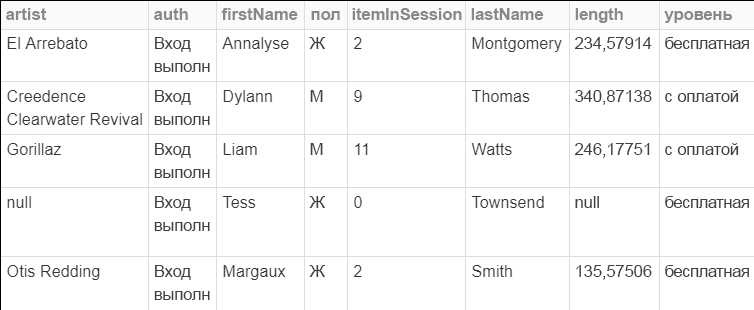 artist auth firstName пол itemInSession lastName length уровень
El Arrebato Вход Annalyse Ж 2 Montgomery 234,57914 бесплатная
выполн
Creedence Вход Dylann М 9 Thomas 340,87138 с оплатой
Clearwater Revival выполн
Gorillaz Вход Liam М 11 Watts 246,17751 с оплатой
выполн
null Вход Tess Ж 0 Townsend null бесплатная
выполн
Otis Redding Вход Margaux Ж 2 Smith 135,57506 бесплатная
выполн